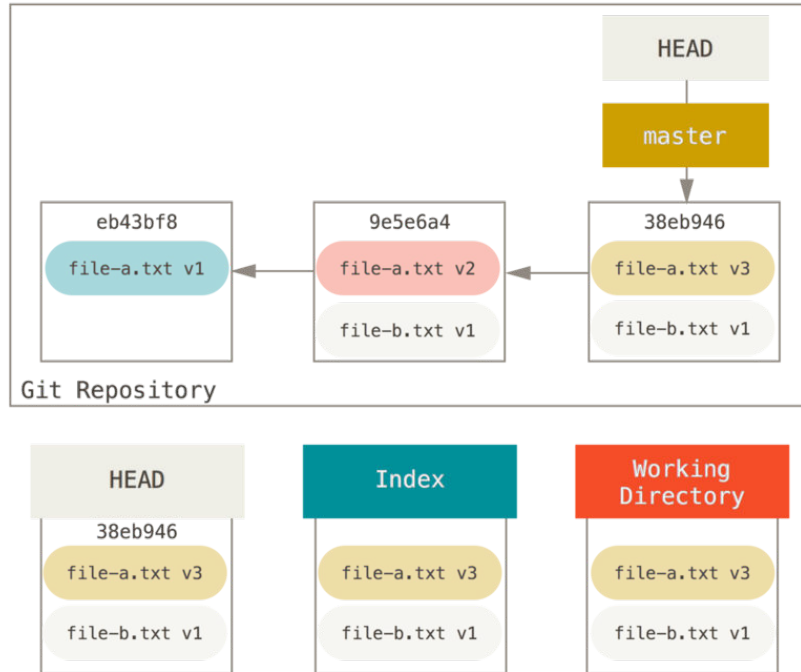 HEAD
master
eb43bf8
9e5e6a4
38eb946
file-a.txt v1
file-a.txt v2
file-a.txt v3
file-b.txt v1
file-b.txt v1
Git Repository
HEAD
Index
Working
Directory
38eb946
file-a.txt v3
file-a.txt v3
file-a.txt v3
file-b.txt v1
file-b.txt v1
file-b.txt v1